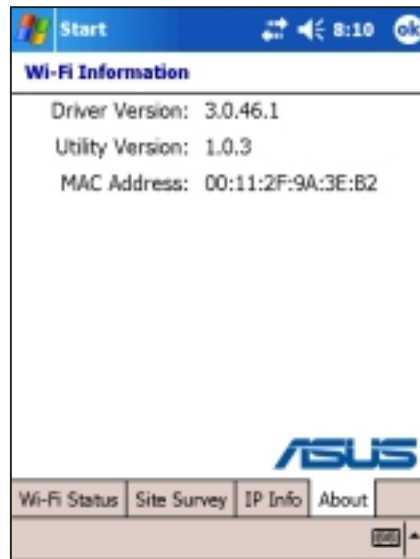 Start 8:10 ok
Wi-Fi Information
Driver Version: 3.0.46.1
Utility Version: 1.0.3
MAC Address: 00:11:2F:9A:3E:B2
ASUS
Wi-Fi Status Site Survey IP Info About